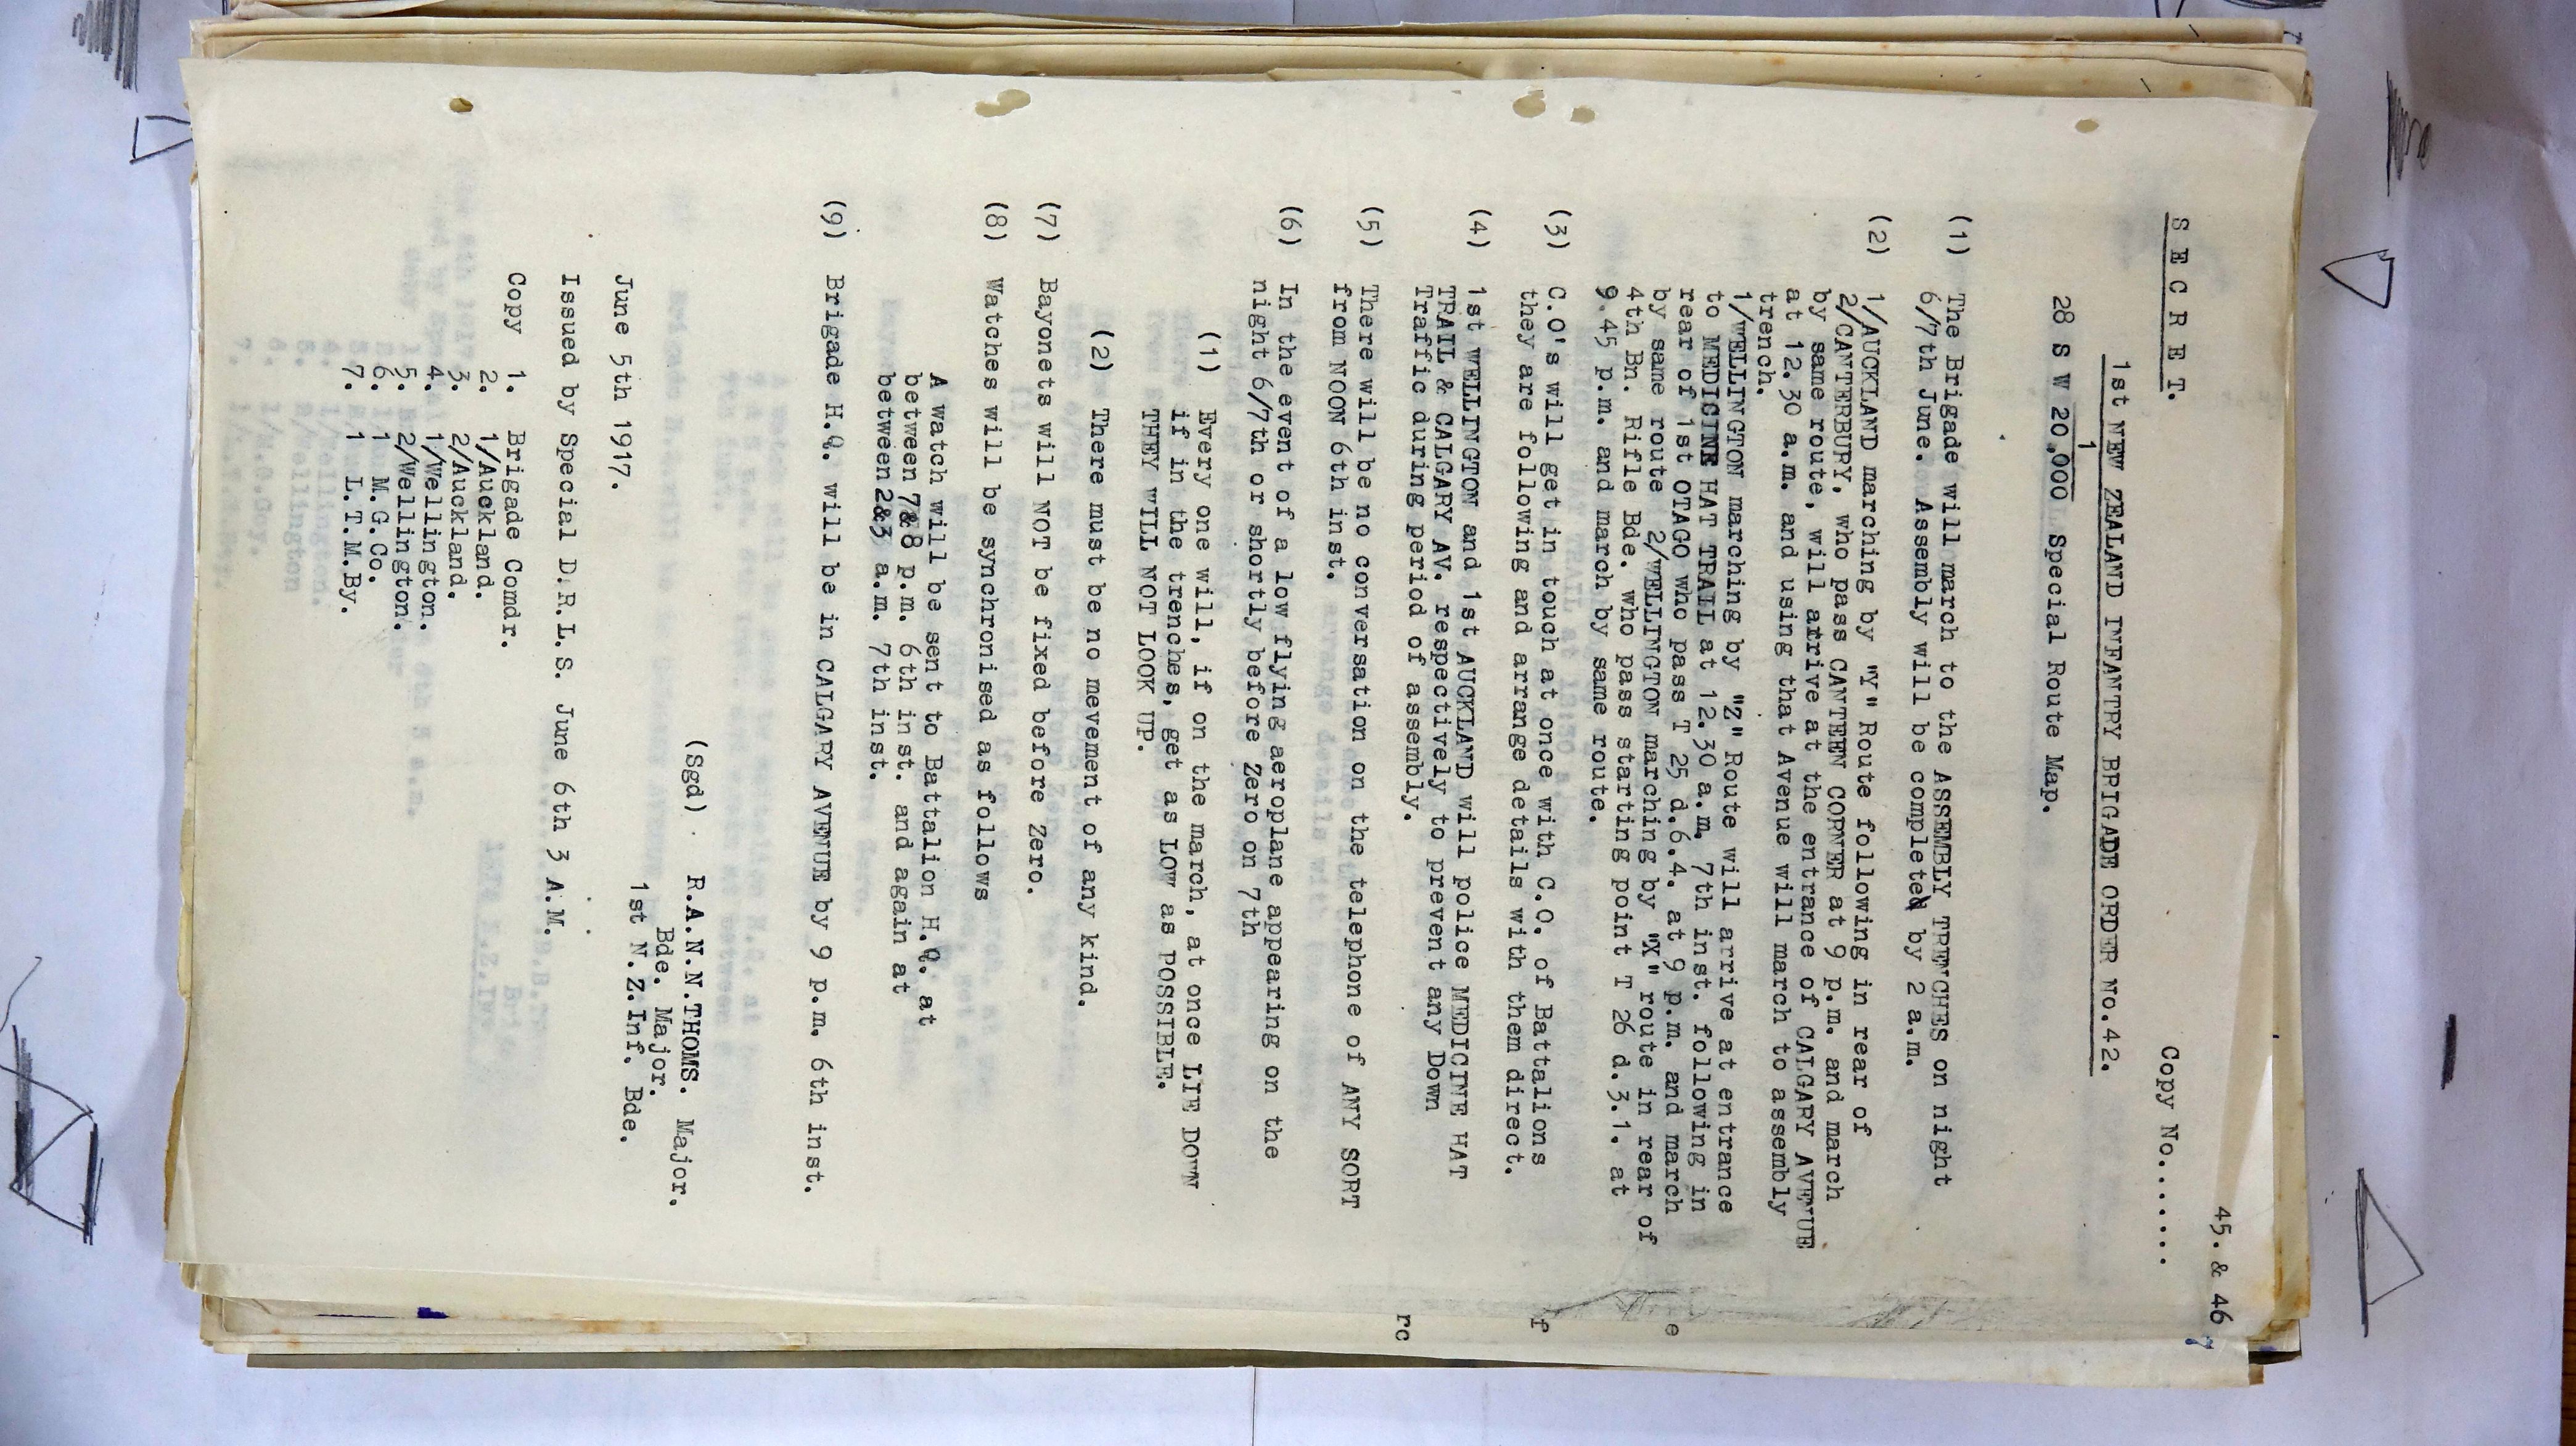 45. & 46
S E C R E T.
Copy No........
1st NEW ZEALAND INFANTRY BRIGADE ORDER No.42.
1
28 S W 20,000 Special Route Map.
(1) The Brigade will march to the ASSEMBLY TRENCHES on night
6/7th June. Assembly will be completed by 2 a.m.
(2) 1/AUCKLAND marching by "Y" Route following in rear of
2/CANTERBURY, who pass CANTEEN CORNER at 9 p.m. and march
by same route, will arrive at the entrance of CALGARY AVENUE
at 12.30 a.m. and using that Avenue will march to assembly
trench.
1/WELLINGTON marching by "Z" Route will arrive at entrance
to MEDICINE HAT TRAIL at 12.30 a.m. 7th inst. following in
rear of 1st OTAGO who pass T 25 d.6.4. at 9 p.m. and march
by same route 2/WELLINGTON marching by "X" route in rear of
4th Bn. Rifle Bde. who pass starting point T 26 d.3.1. at
9.45 p.m. and march by same route.
(3) C.O's will get in touch at once with C.O. of Battalions
they are following and arrange details with them direct.
(4) 1st WELLINGTON and 1st AUCKLAND will police MEDICINE HAT
TRAIL & CALGARY AV. respectively to prevent any Down
Traffic during period of assembly.
(5) There will be no conversation on the telephone of ANY SORT
from NOON 6th inst.
(6) In the event of a low flying aeroplane appearing on the
night 6/7th or shortly before Zero on 7th
(1) Every one will, if on the march, at once LIE DOWN
if in the trenches, get as LOW as POSSIBLE.
THEY WILL NOT LOOK UP.
(2) There must be no mevement of any kind.
(7) Bayonets will NOT be fixed before Zero.
(8) Watches will be synchronised as follows
A watch will be sent to Battalion H.Q. at
between 7&8 p.m. 6th inst. and again at
between 2&3 a.m. 7th inst.
(9) Brigade H.Q. will be in CALGARY AVENUE by 9 p.m. 6th inst.
(Sgd) R.A.N.N.THOMS. Major.
Bde. Major.
1st N.Z.Inf. Bde.
June 5th 1917.
Issued by Special D.R.L.S. June 6th 3 A.M.
Copy 1. Brigade Comdr.
2. 1/Auckland.
3. 2/Auckland.
4. 1/Wellington.
5. 2/Wellington.
6. 1 M.G.Co.
7. 1 L.T.M.By.
e
f
rc